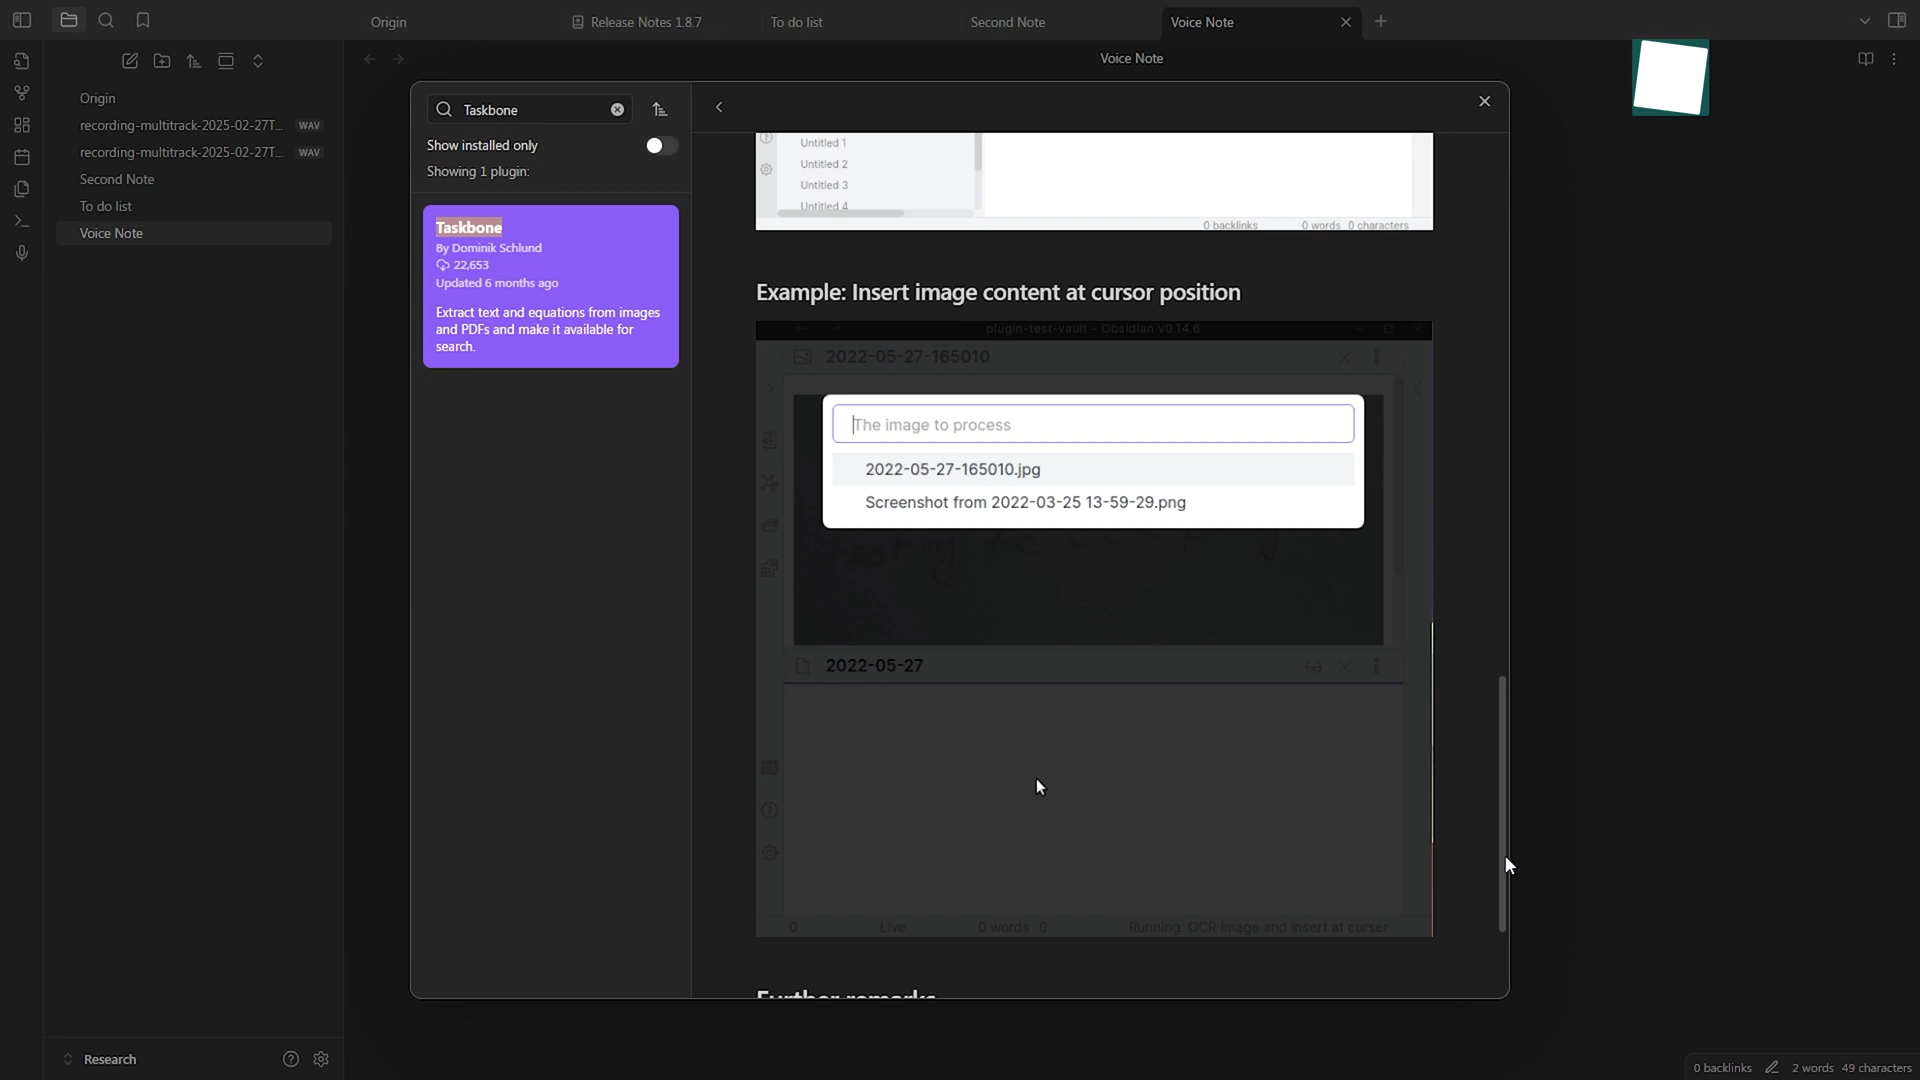 Origin
Release Notes 1.8.7
To do list
Second Note
Voice Note
Voice Note
Origin
recording-multitrack-2025-02-27T... WAV
recording-multitrack-2025-02-27T... WAV
Second Note
To do list
Voice Note
Research
Taskbone
Show installed only
Showing 1 plugin:
Taskbone
By Dominik Schlund
22,653
Updated 6 months ago
Extract text and equations from images
and PDFs and make it available for
search.
Untitled 1
Untitled 2
Untitled 3
Untitled 4
0 backlinks 0 words 0 characters
Example: Insert image content at cursor position
plugin-test-vault - Obsidian v0.14.6
2022-05-27-165010
The image to process
2022-05-27-165010.jpg
Screenshot from 2022-03-25 13-59-29.png
2022-05-27
0 Live 0 words 0 Running: OCR image and insert at curser
Further remarks
0 backlinks 2 words 49 characters